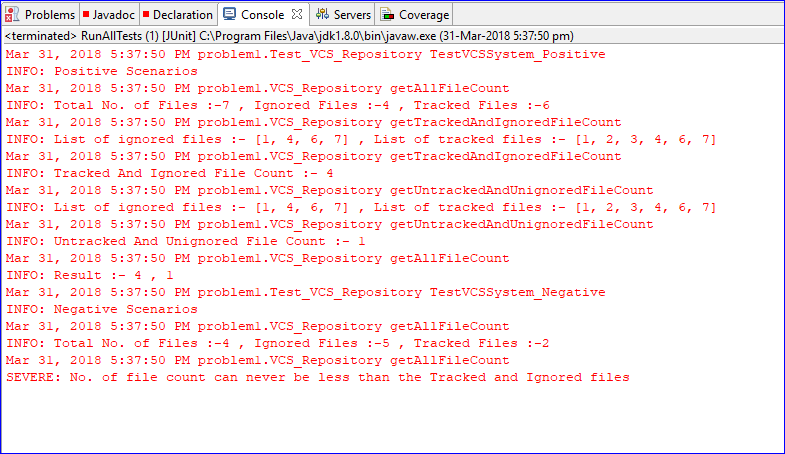 Problems Javadoc Declaration Console Servers Coverage
<terminated> RunAllTests (1) [JUnit] C:\Program Files\Java\jdk1.8.0\bin\javaw.exe (31-Mar-2018 5:37:50 pm)
Mar 31, 2018 5:37:50 PM problem1.Test_VCS_Repository TestVCSSystem_Positive
INFO: Positive Scenarios
Mar 31, 2018 5:37:50 PM problem1.VCS_Repository getAllFileCount
INFO: Total No. of Files :-7 , Ignored Files :-4 , Tracked Files :-6
Mar 31, 2018 5:37:50 PM problem1.VCS_Repository getTrackedAndIgnoredFileCount
INFO: List of ignored files :- [1, 4, 6, 7] , List of tracked files :- [1, 2, 3, 4, 6, 7]
Mar 31, 2018 5:37:50 PM problem1.VCS_Repository getTrackedAndIgnoredFileCount
INFO: Tracked And Ignored File Count :- 4
Mar 31, 2018 5:37:50 PM problem1.VCS_Repository getUntrackedAndUnignoredFileCount
INFO: List of ignored files :- [1, 4, 6, 7] , List of tracked files :- [1, 2, 3, 4, 6, 7]
Mar 31, 2018 5:37:50 PM problem1.VCS_Repository getUntrackedAndUnignoredFileCount
INFO: Untracked And Unignored File Count :- 1
Mar 31, 2018 5:37:50 PM problem1.VCS_Repository getAllFileCount
INFO: Result :- 4 , 1
Mar 31, 2018 5:37:50 PM problem1.Test_VCS_Repository TestVCSSystem_Negative
INFO: Negative Scenarios
Mar 31, 2018 5:37:50 PM problem1.VCS_Repository getAllFileCount
INFO: Total No. of Files :-4 , Ignored Files :-5 , Tracked Files :-2
Mar 31, 2018 5:37:50 PM problem1.VCS_Repository getAllFileCount
SEVERE: No. of file count can never be less than the Tracked and Ignored files